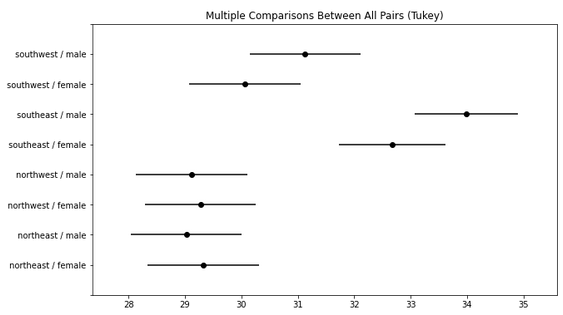 Multiple Comparisons Between All Pairs (Tukey)
southwest / male
southwest / female
southeast / male
southeast / female
northwest / male
northwest / female
northeast / male
northeast / female
28 29 30 31 32 33 34 35